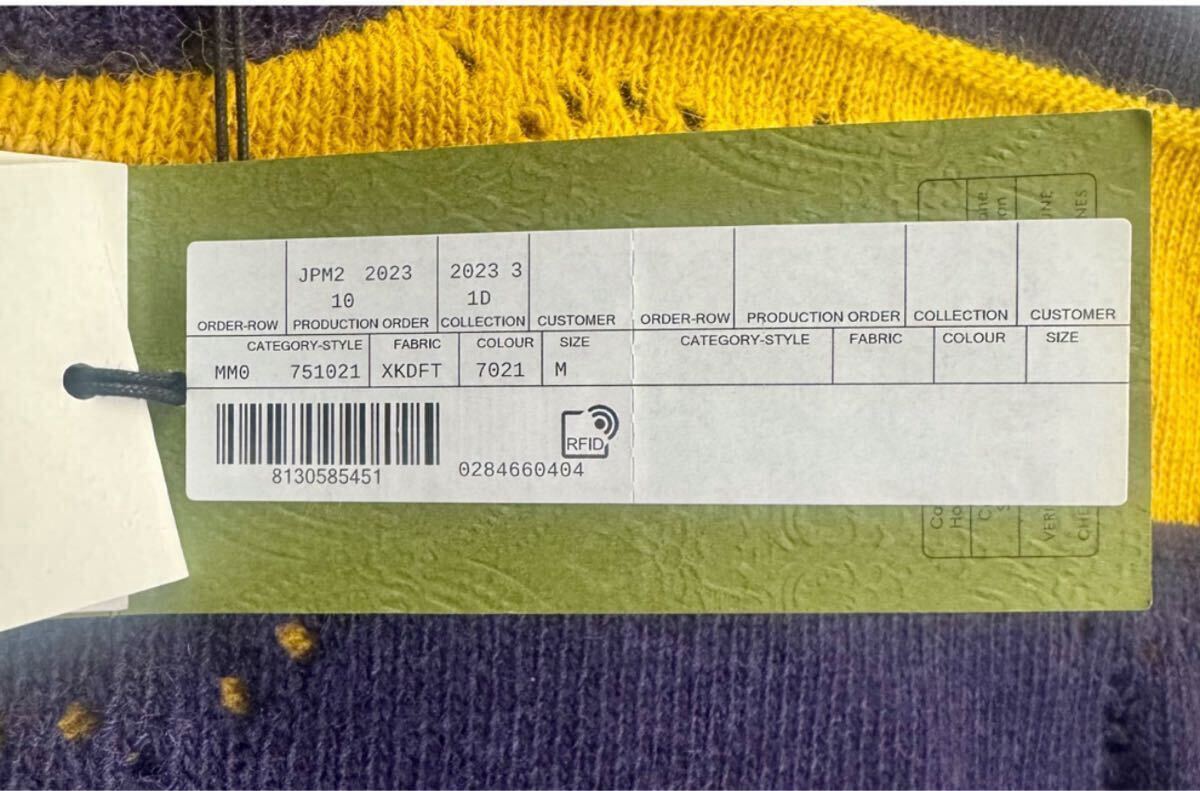 JPM2 2023
10
2023 3
1D
ORDER-ROW PRODUCTION ORDER COLLECTION CUSTOMER ORDER-ROW PRODUCTION ORDER COLLECTION CUSTOMER
CATEGORY-STYLE FABRIC COLOUR SIZE CATEGORY-STYLE FABRIC COLOUR SIZE
MM0 751021 XKDFT 7021 M
RFID
8130585451 0284660404